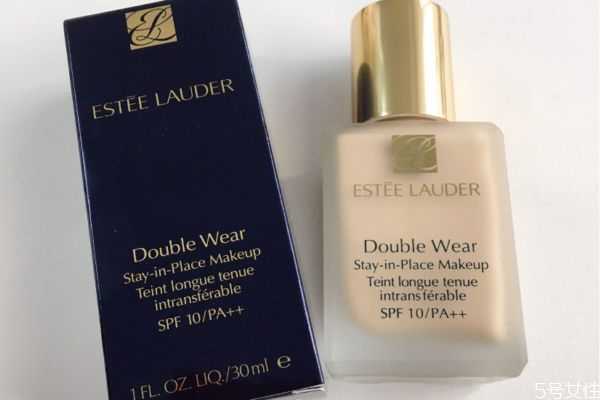 ESTĒE LAUDER
Double Wear
Stay-in-Place Makeup
Teint longue tenue
intransférable
SPF 10/PA++
1 FL. OZ. LIQ./30ml e
ESTĒE LAUDER
Double Wear
Stay-in-Place Makeup
Teint longue tenue
intransférable
SPF 10/PA++
5号女性